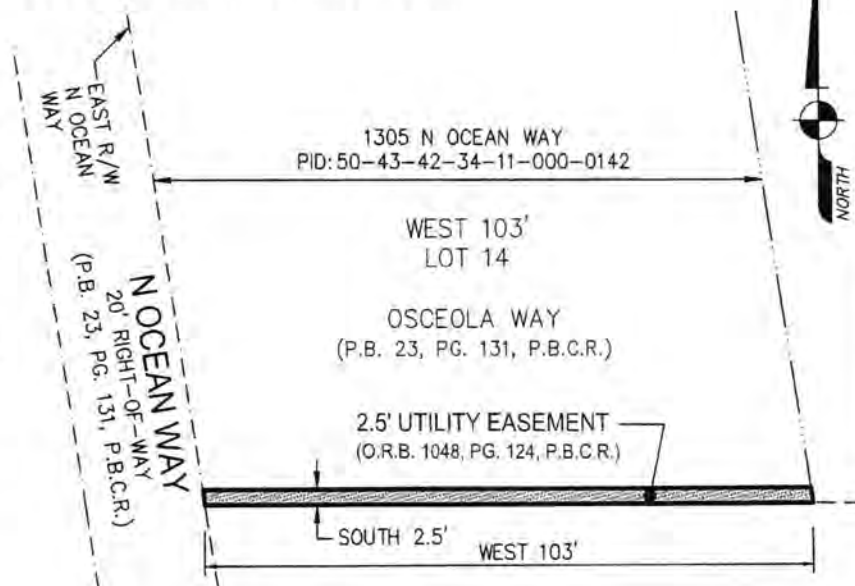 EAST R/W
N OCEAN
WAY
1305 N OCEAN WAY
PID: 50-43-42-34-11-000-0142
NORTH
WEST 103'
LOT 14
OSCEOLA WAY
(P.B. 23, PG. 131, P.B.C.R.)
N OCEAN WAY
20' RIGHT-OF-WAY
(P.B. 23, PG. 131, P.B.C.R.)
2.5' UTILITY EASEMENT
(O.R.B. 1048, PG. 124, P.B.C.R.)
SOUTH 2.5'
WEST 103'